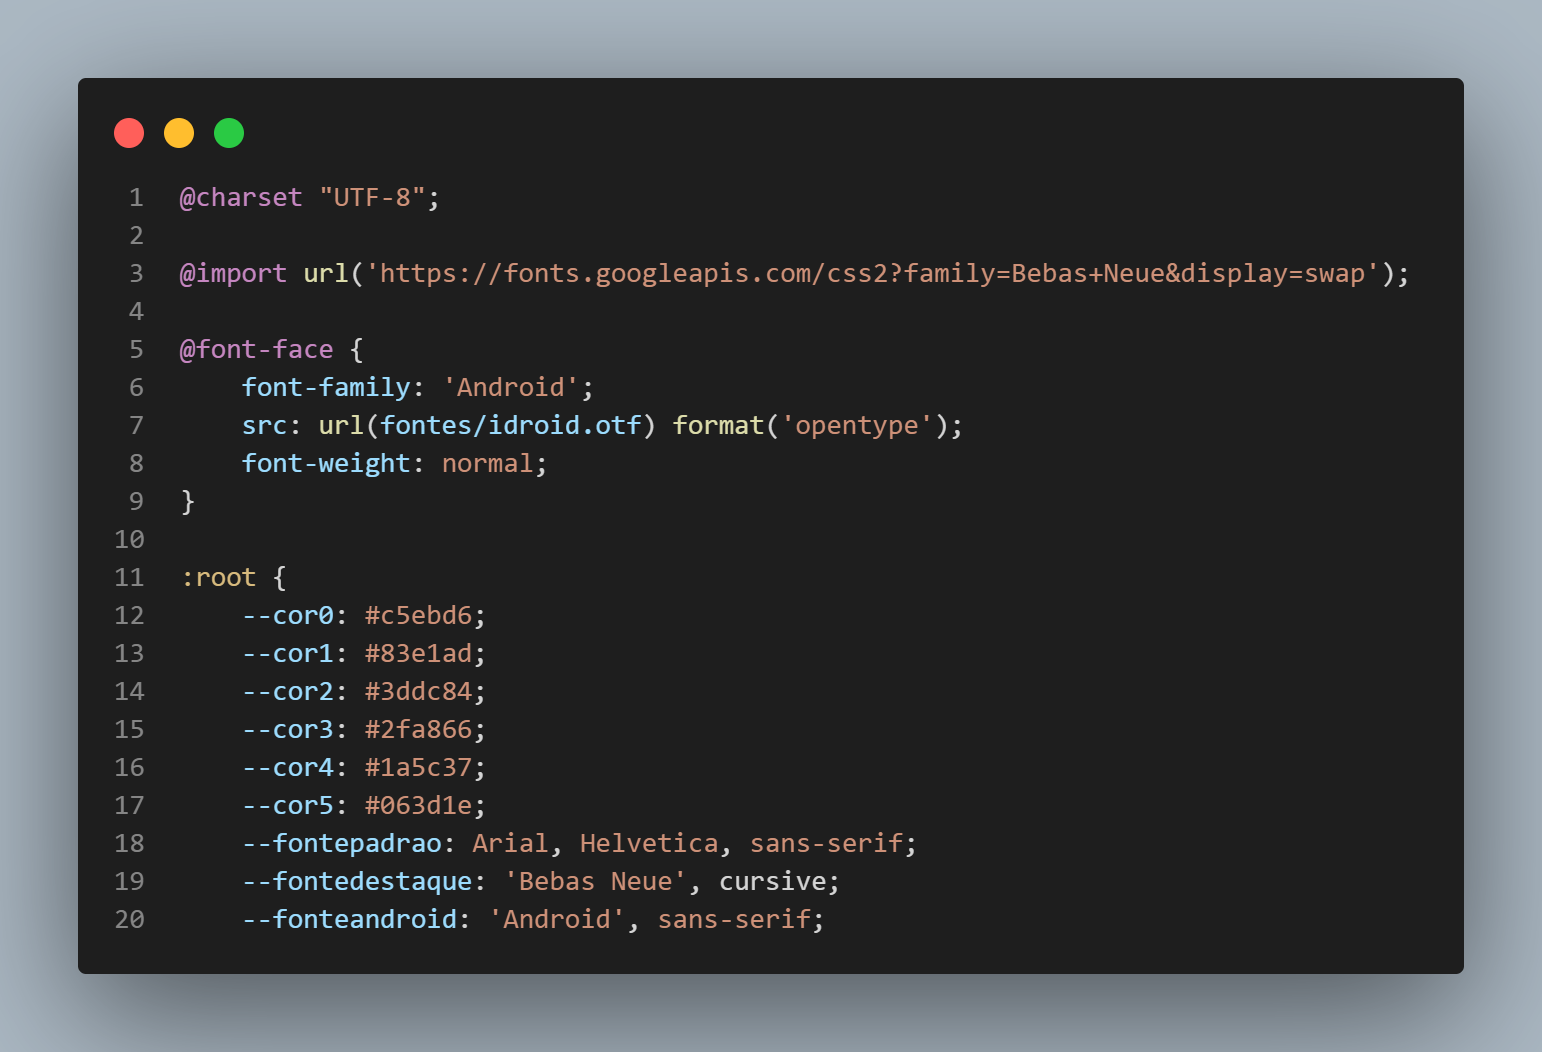 1 @charset "UTF-8";
2
3 @import url('https://fonts.googleapis.com/css2?family=Bebas+Neue&display=swap');
4
5 @font-face {
6     font-family: 'Android';
7     src: url(fontes/idroid.otf) format('opentype');
8     font-weight: normal;
9 }
10
11 :root {
12     --cor0: #c5ebd6;
13     --cor1: #83e1ad;
14     --cor2: #3ddc84;
15     --cor3: #2fa866;
16     --cor4: #1a5c37;
17     --cor5: #063d1e;
18     --fontepadrao: Arial, Helvetica, sans-serif;
19     --fontedestaque: 'Bebas Neue', cursive;
20     --fonteandroid: 'Android', sans-serif;